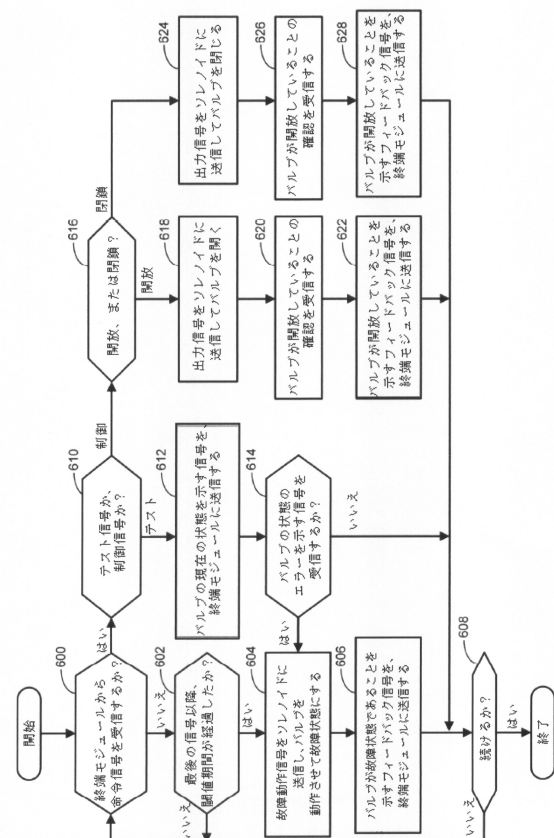 開始
600
終端モジュールから
命令信号を受信するか?
はい
いいえ
602
最後の信号以降、
閾値期間が経過したか?
いいえ
はい
604
故障動作信号をソレノイドに
送信し、バルブを
動作させて故障状態にする
606
バルブが故障状態であることを
示すフィードバック信号を、
終端モジュールに送信する
608
続けるか?
いいえ
はい
終了
610
テスト信号か、
制御信号か?
制御
テスト
612
バルブの現在の状態を示す信号を、
終端モジュールに送信する
614
バルブの状態の
エラーを示す信号を
受信するか?
はい
いいえ
616
開放、または閉鎖?
閉鎖
開放
618
出力信号をソレノイドに
送信してバルブを開く
620
バルブが開放していることの
確認を受信する
622
バルブが開放していることを
示すフィードバック信号を、
終端モジュールに送信する
624
出力信号をソレノイドに
送信してバルブを閉じる
626
バルブが開放していることの
確認を受信する
628
バルブが開放していることを
示すフィードバック信号を、
終端モジュールに送信する